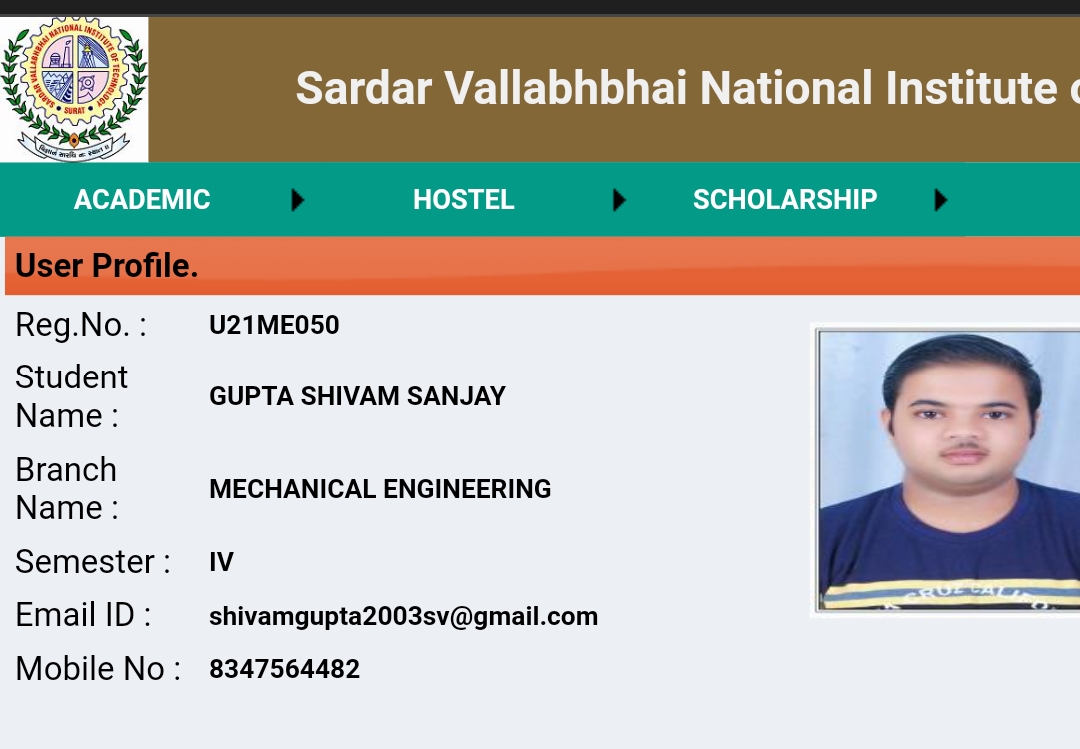 SARDAR VALLABHBHAI NATIONAL INSTITUTE OF TECHNOLOGY
SURAT
Sardar Vallabhbhai National Institute
ACADEMIC
HOSTEL
SCHOLARSHIP
User Profile.
Reg.No. :
U21ME050
Student
Name :
GUPTA SHIVAM SANJAY
Branch
Name :
MECHANICAL ENGINEERING
Semester :
IV
Email ID :
shivamgupta2003sv@gmail.com
Mobile No :
8347564482
CRUZ